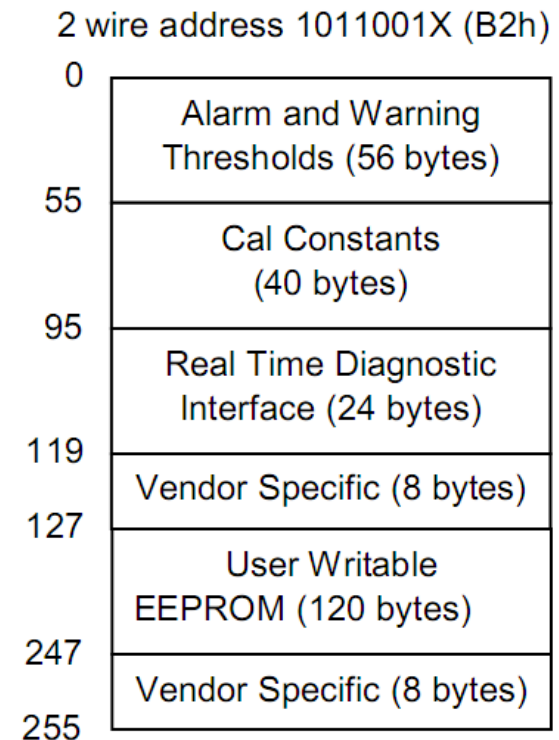 2 wire address 1011001X (B2h)
0
Alarm and Warning
Thresholds (56 bytes)
55
Cal Constants
(40 bytes)
95
Real Time Diagnostic
Interface (24 bytes)
119
Vendor Specific (8 bytes)
127
User Writable
EEPROM (120 bytes)
247
Vendor Specific (8 bytes)
255